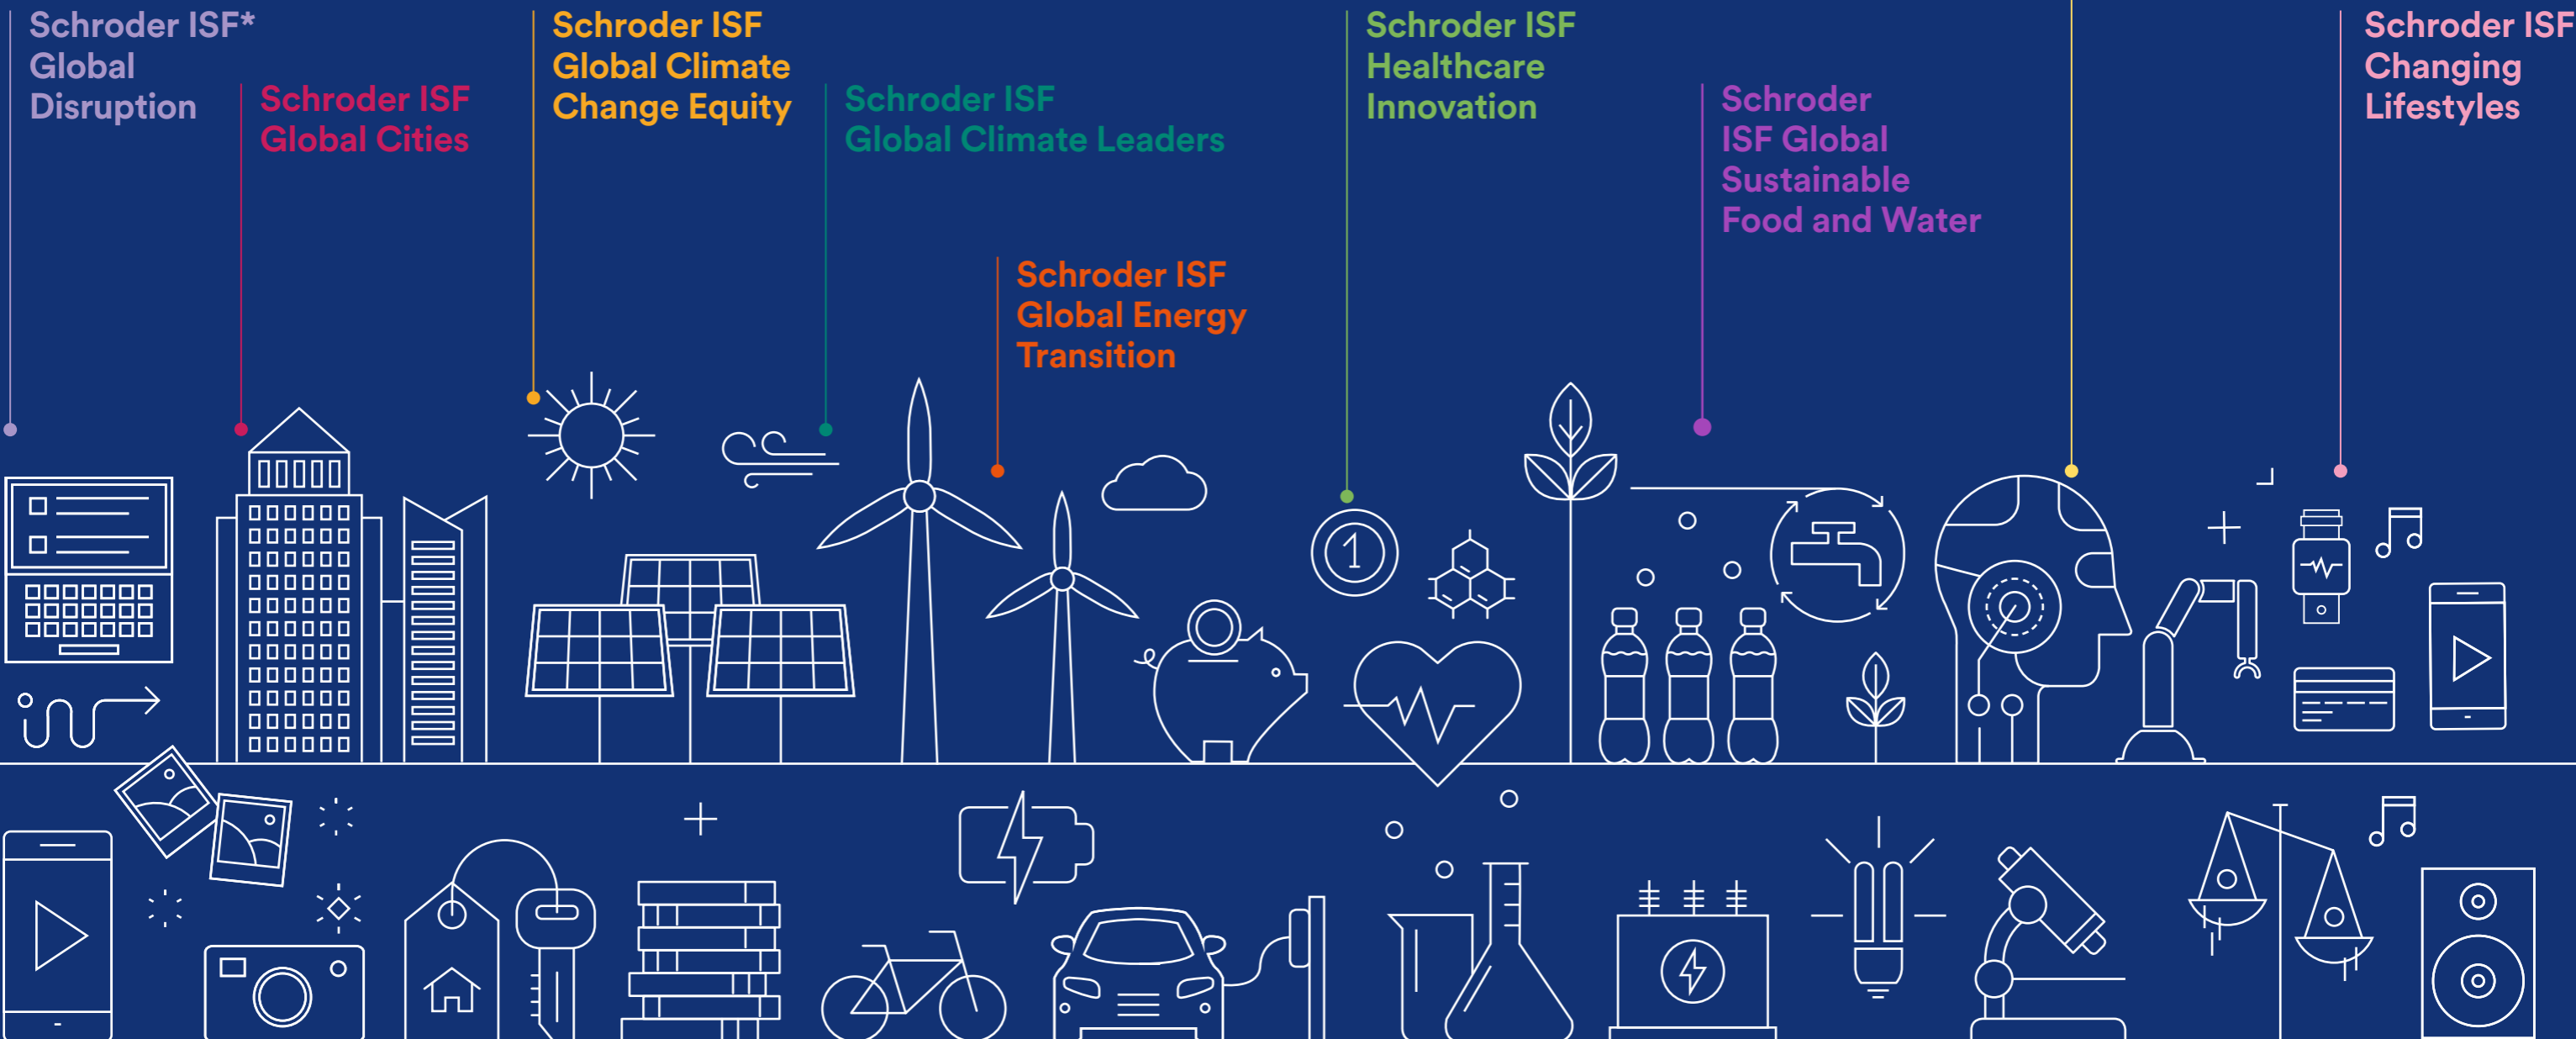 Schroder ISF*
Global
Disruption
Schroder ISF
Global Cities
Schroder ISF
Global Climate
Change Equity
Schroder ISF
Global Climate Leaders
Schroder ISF
Global Energy
Transition
Schroder ISF
Healthcare
Innovation
Schroder
ISF Global
Sustainable
Food and Water
Schroder ISF
Changing
Lifestyles
1